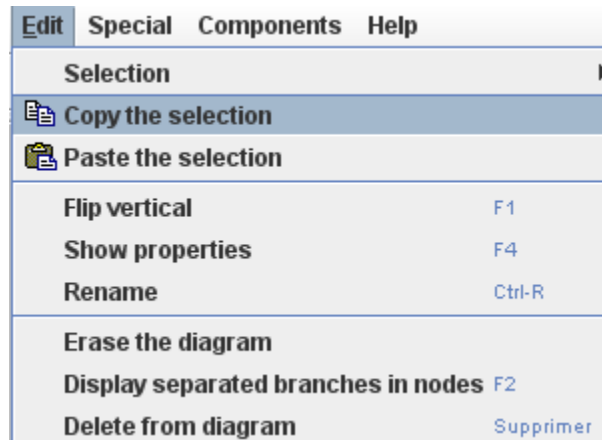 Edit Special Components Help
Selection
Copy the selection
Paste the selection
Flip vertical F1
Show properties F4
Rename Ctrl-R
Erase the diagram
Display separated branches in nodes F2
Delete from diagram Supprimer